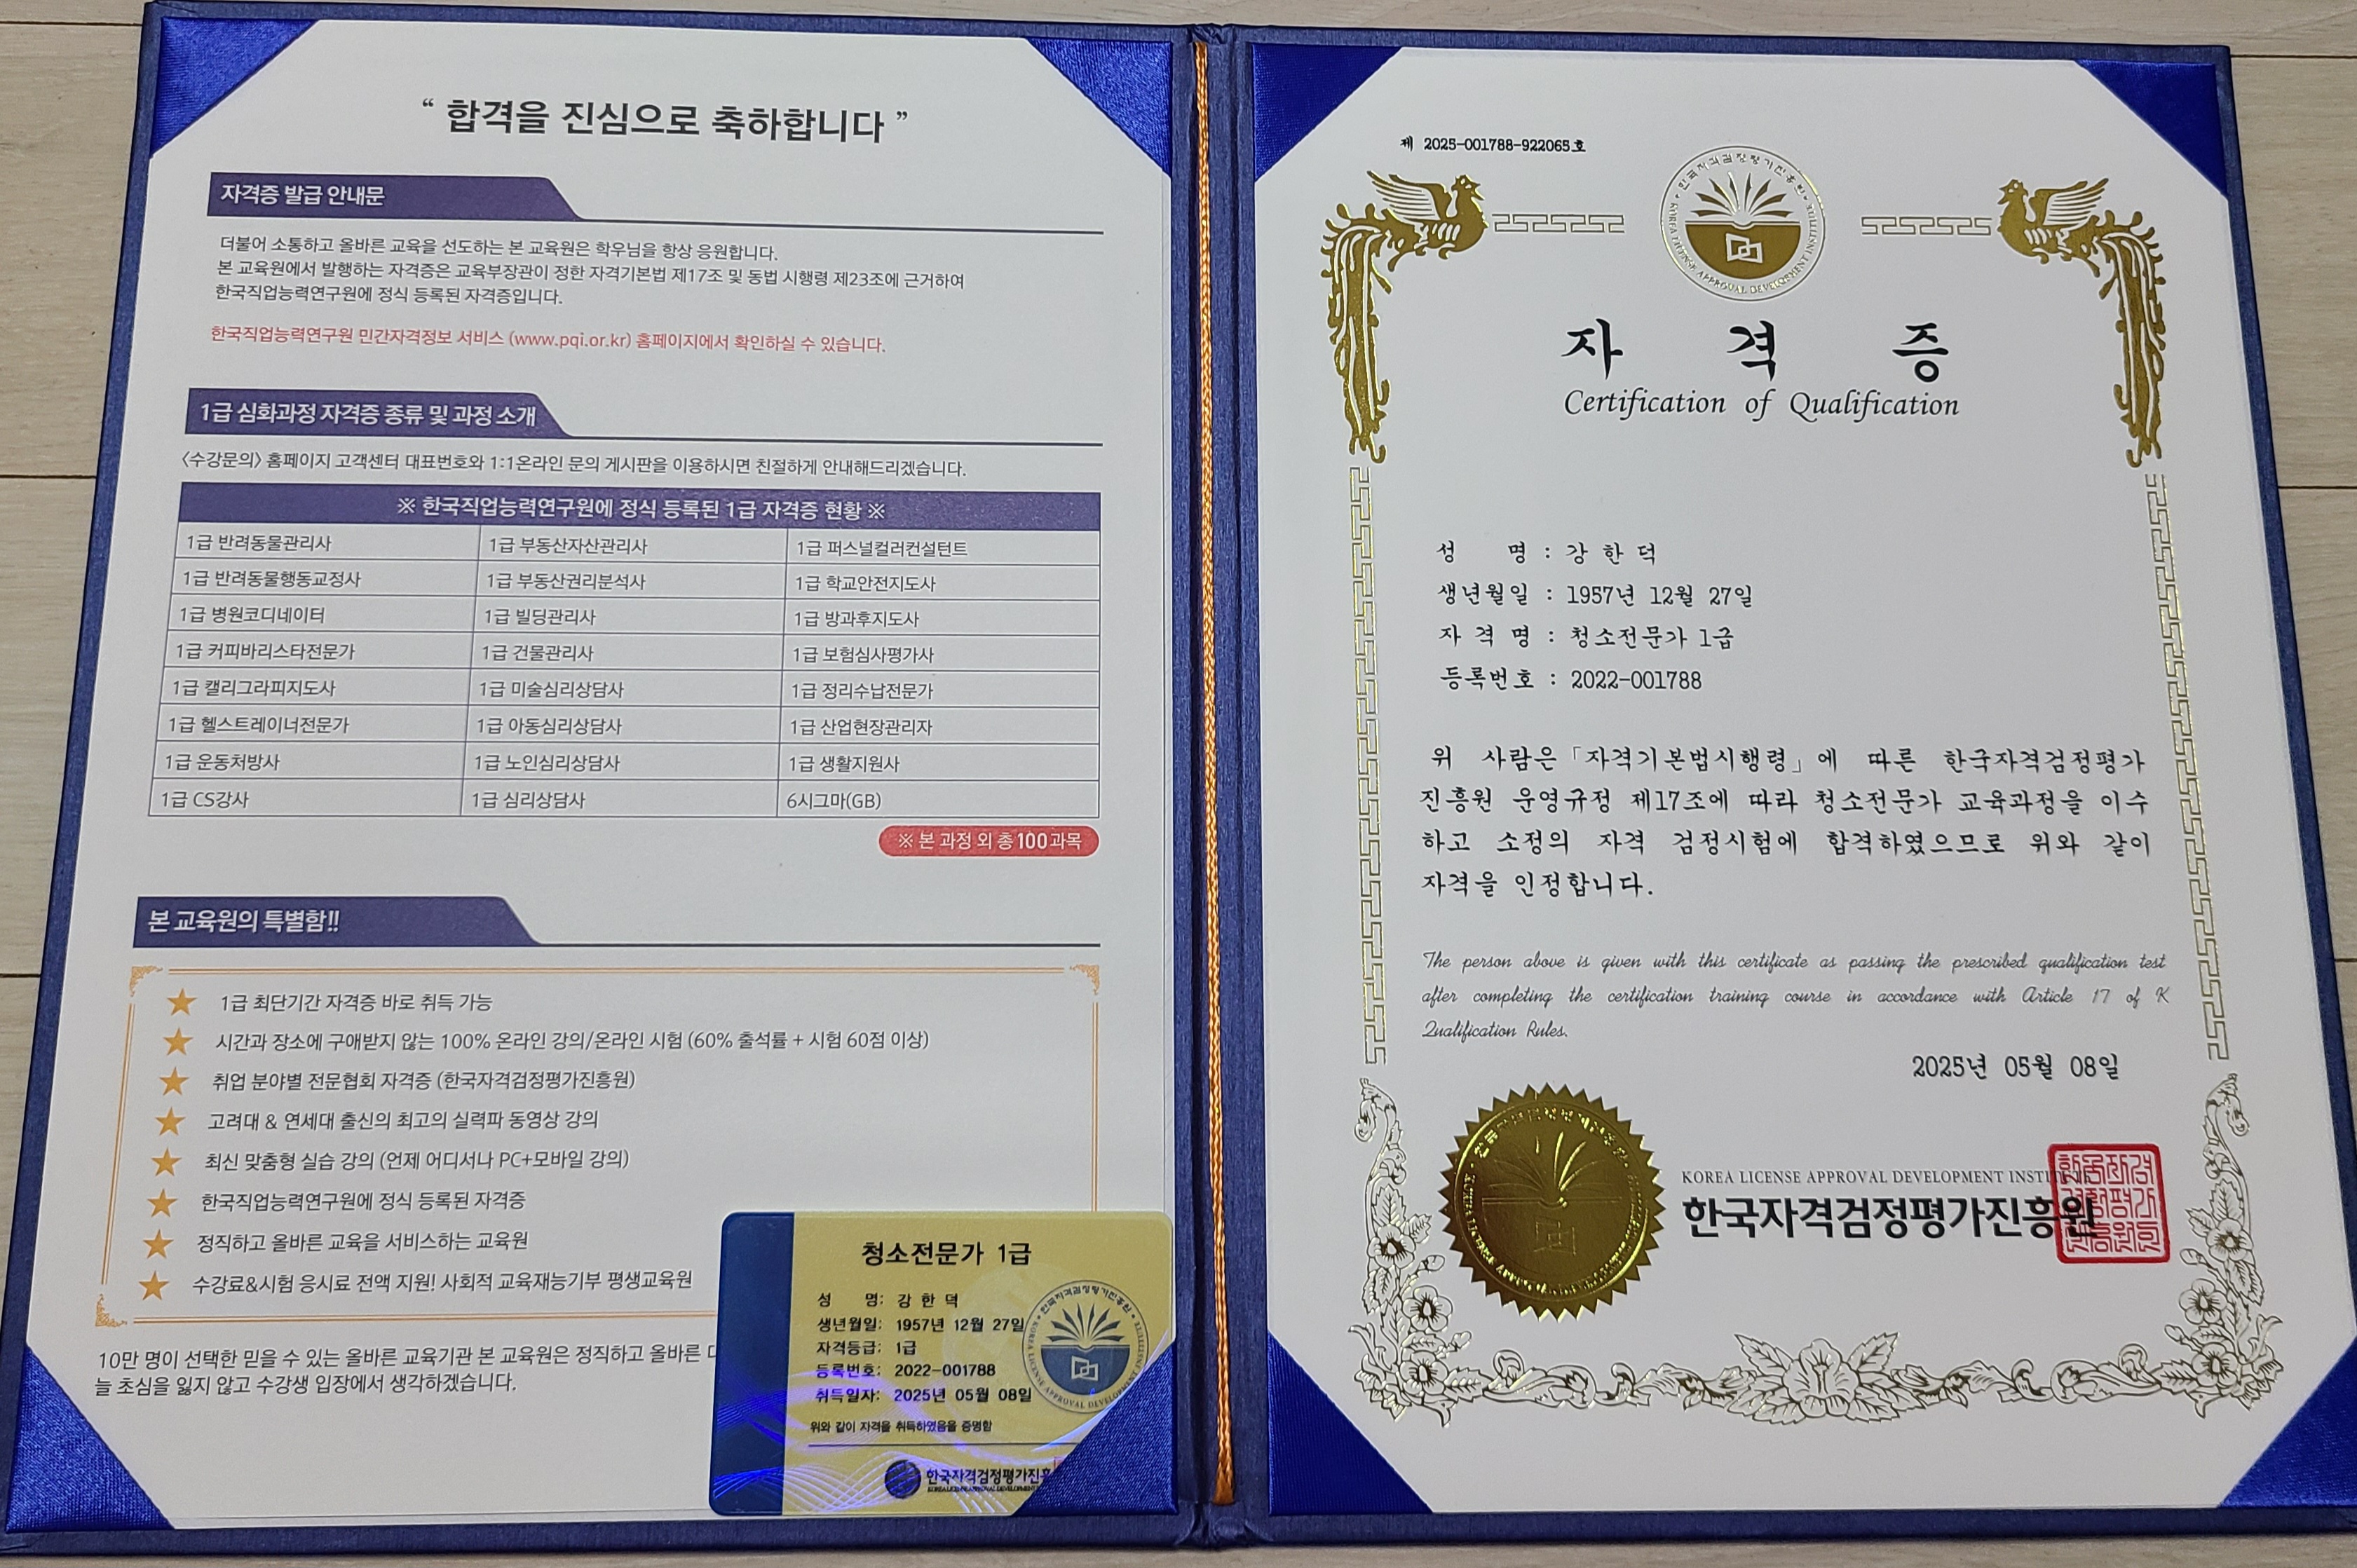 “ 합격을 진심으로 축하합니다 ”
자격증 발급 안내문
더불어 소통하고 올바른 교육을 선도하는 본 교육원은 학우님을 항상 응원합니다.
본 교육원에서 발행하는 자격증은 교육부장관이 정한 자격기본법 제17조 및 동법 시행령 제23조에 근거하여
한국직업능력연구원에 정식 등록된 자격증입니다.
한국직업능력연구원 민간자격정보 서비스 (www.pqi.or.kr) 홈페이지에서 확인하실 수 있습니다.
1급 심화과정 자격증 종류 및 과정 소개
〈수강문의〉 홈페이지 고객센터 대표번호와 1:1온라인 문의 게시판을 이용하시면 친절하게 안내해드리겠습니다.
※ 한국직업능력연구원에 정식 등록된 1급 자격증 현황 ※
1급 반려동물관리사 1급 부동산자산관리사 1급 퍼스널컬러컨설턴트
1급 반려동물행동교정사 1급 부동산권리분석사 1급 학교안전지도사
1급 병원코디네이터 1급 빌딩관리사 1급 방과후지도사
1급 커피바리스타전문가 1급 건물관리사 1급 보험심사평가사
1급 캘리그라피지도사 1급 미술심리상담사 1급 정리수납전문가
1급 헬스트레이너전문가 1급 아동심리상담사 1급 산업현장관리자
1급 운동처방사 1급 노인심리상담사 1급 생활지원사
1급 CS강사 1급 심리상담사 6시그마(GB)
※ 본 과정 외 총 100과목
본 교육원의 특별함!!
1급 최단기간 자격증 바로 취득 가능
시간과 장소에 구애받지 않는 100% 온라인 강의/온라인 시험 (60% 출석률 + 시험 60점 이상)
취업 분야별 전문협회 자격증 (한국자격검정평가진흥원)
고려대 & 연세대 출신의 최고의 실력파 동영상 강의
최신 맞춤형 실습 강의 (언제 어디서나 PC+모바일 강의)
한국직업능력연구원에 정식 등록된 자격증
정직하고 올바른 교육을 서비스하는 교육원
수강료&시험 응시료 전액 지원! 사회적 교육재능기부 평생교육원
10만 명이 선택한 믿을 수 있는 올바른 교육기관 본 교육원은 정직하고 올바른
늘 초심을 잃지 않고 수강생 입장에서 생각하겠습니다.
청소전문가 1급
성 명: 강 한 덕
생년월일: 1957년 12월 27일
자격등급: 1급
등록번호: 2022-001788
취득일자: 2025년 05월 08일
위와 같이 자격을 취득하였음을 증명함
한국자격검정평가진흥
한국자격검정평가진흥원
KOREA LICENSE APPROVAL DEVELOPMENT
제 2025-001788-922065호
한국자격검정평가진흥원
KOREA LICENSE APPROVAL DEVELOPMENT INSTITUTE
자 격 증
Certification of Qualification
성 명 : 강 한 덕
생년월일 : 1957년 12월 27일
자 격 명 : 청소전문가 1급
등록번호 : 2022-001788
위 사람은「자격기본법시행령」에 따른 한국자격검정평가
진흥원 운영규정 제17조에 따라 청소전문가 교육과정을 이수
하고 소정의 자격 검정시험에 합격하였으므로 위와 같이
자격을 인정합니다.
The person above is given with this certificate as passing the prescribed qualification test
after completing the certification training course in accordance with Article 17 of K
Qualification Rules.
2025년 05월 08일
KOREA LICENSE APPROVAL DEVELOPMENT INSTITUTE
한국자격검정평가진흥원